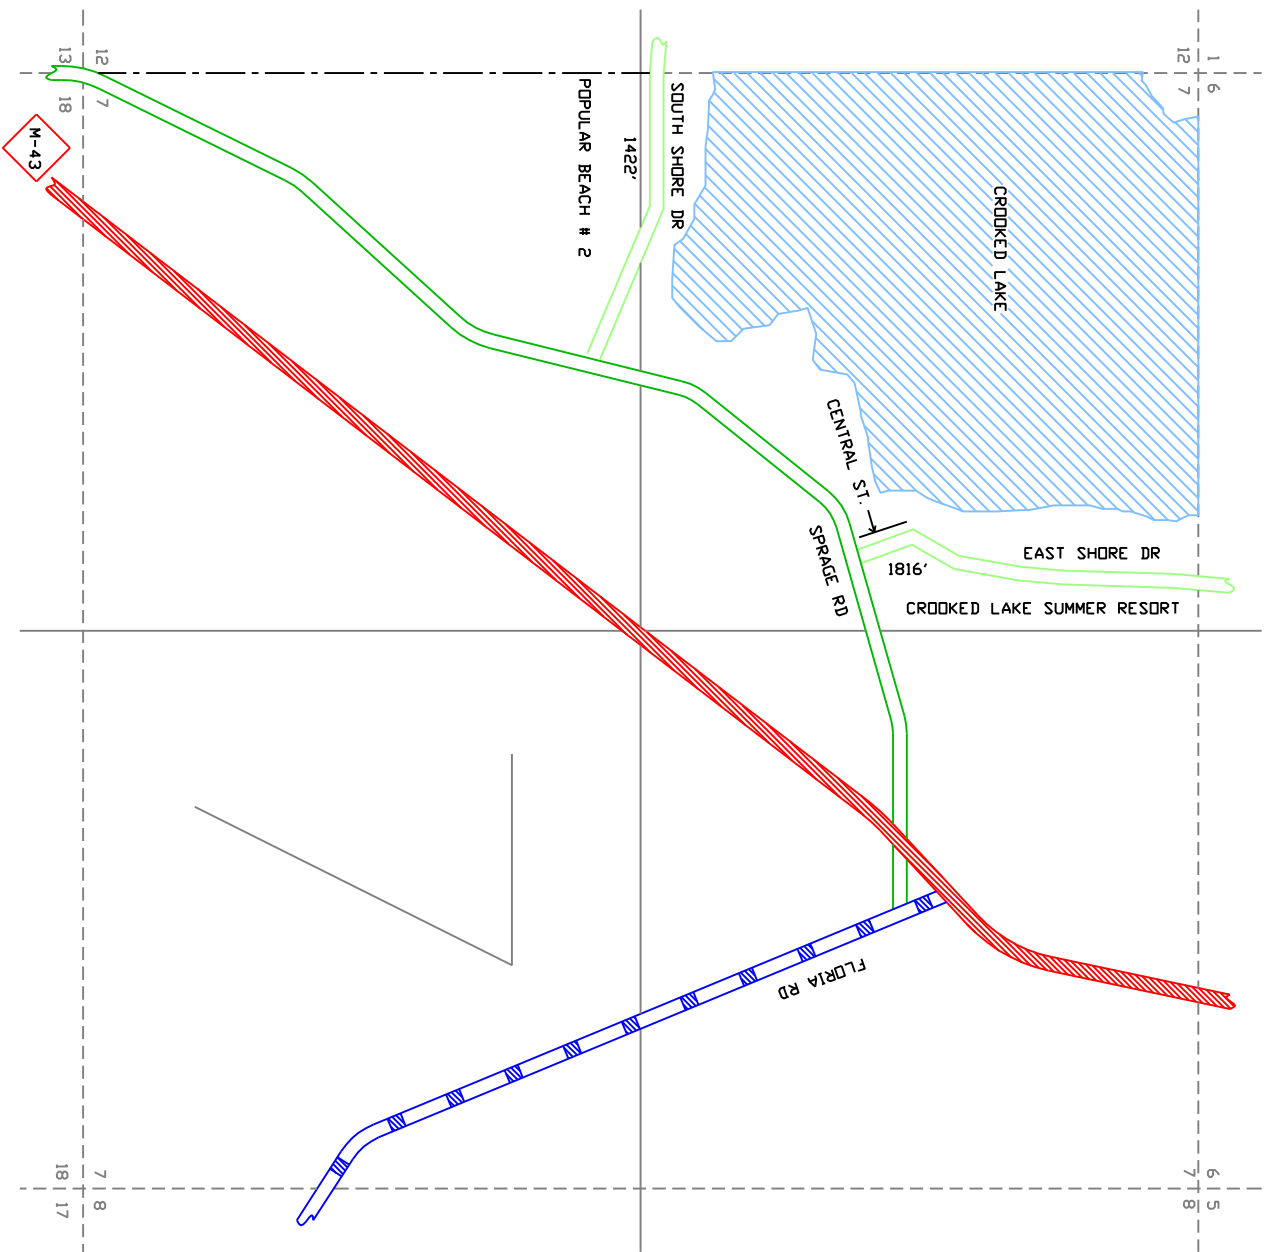 13
12
18
7
1
12
6
7
M-43
POPULAR BEACH # 2
1422'
SOUTH SHORE DR
CROOKED LAKE
CENTRAL ST.
SPRAGE RD
EAST SHORE DR
1816'
CROOKED LAKE SUMMER RESORT
FLORIA RD
18
7
17
8
7
6
8
5